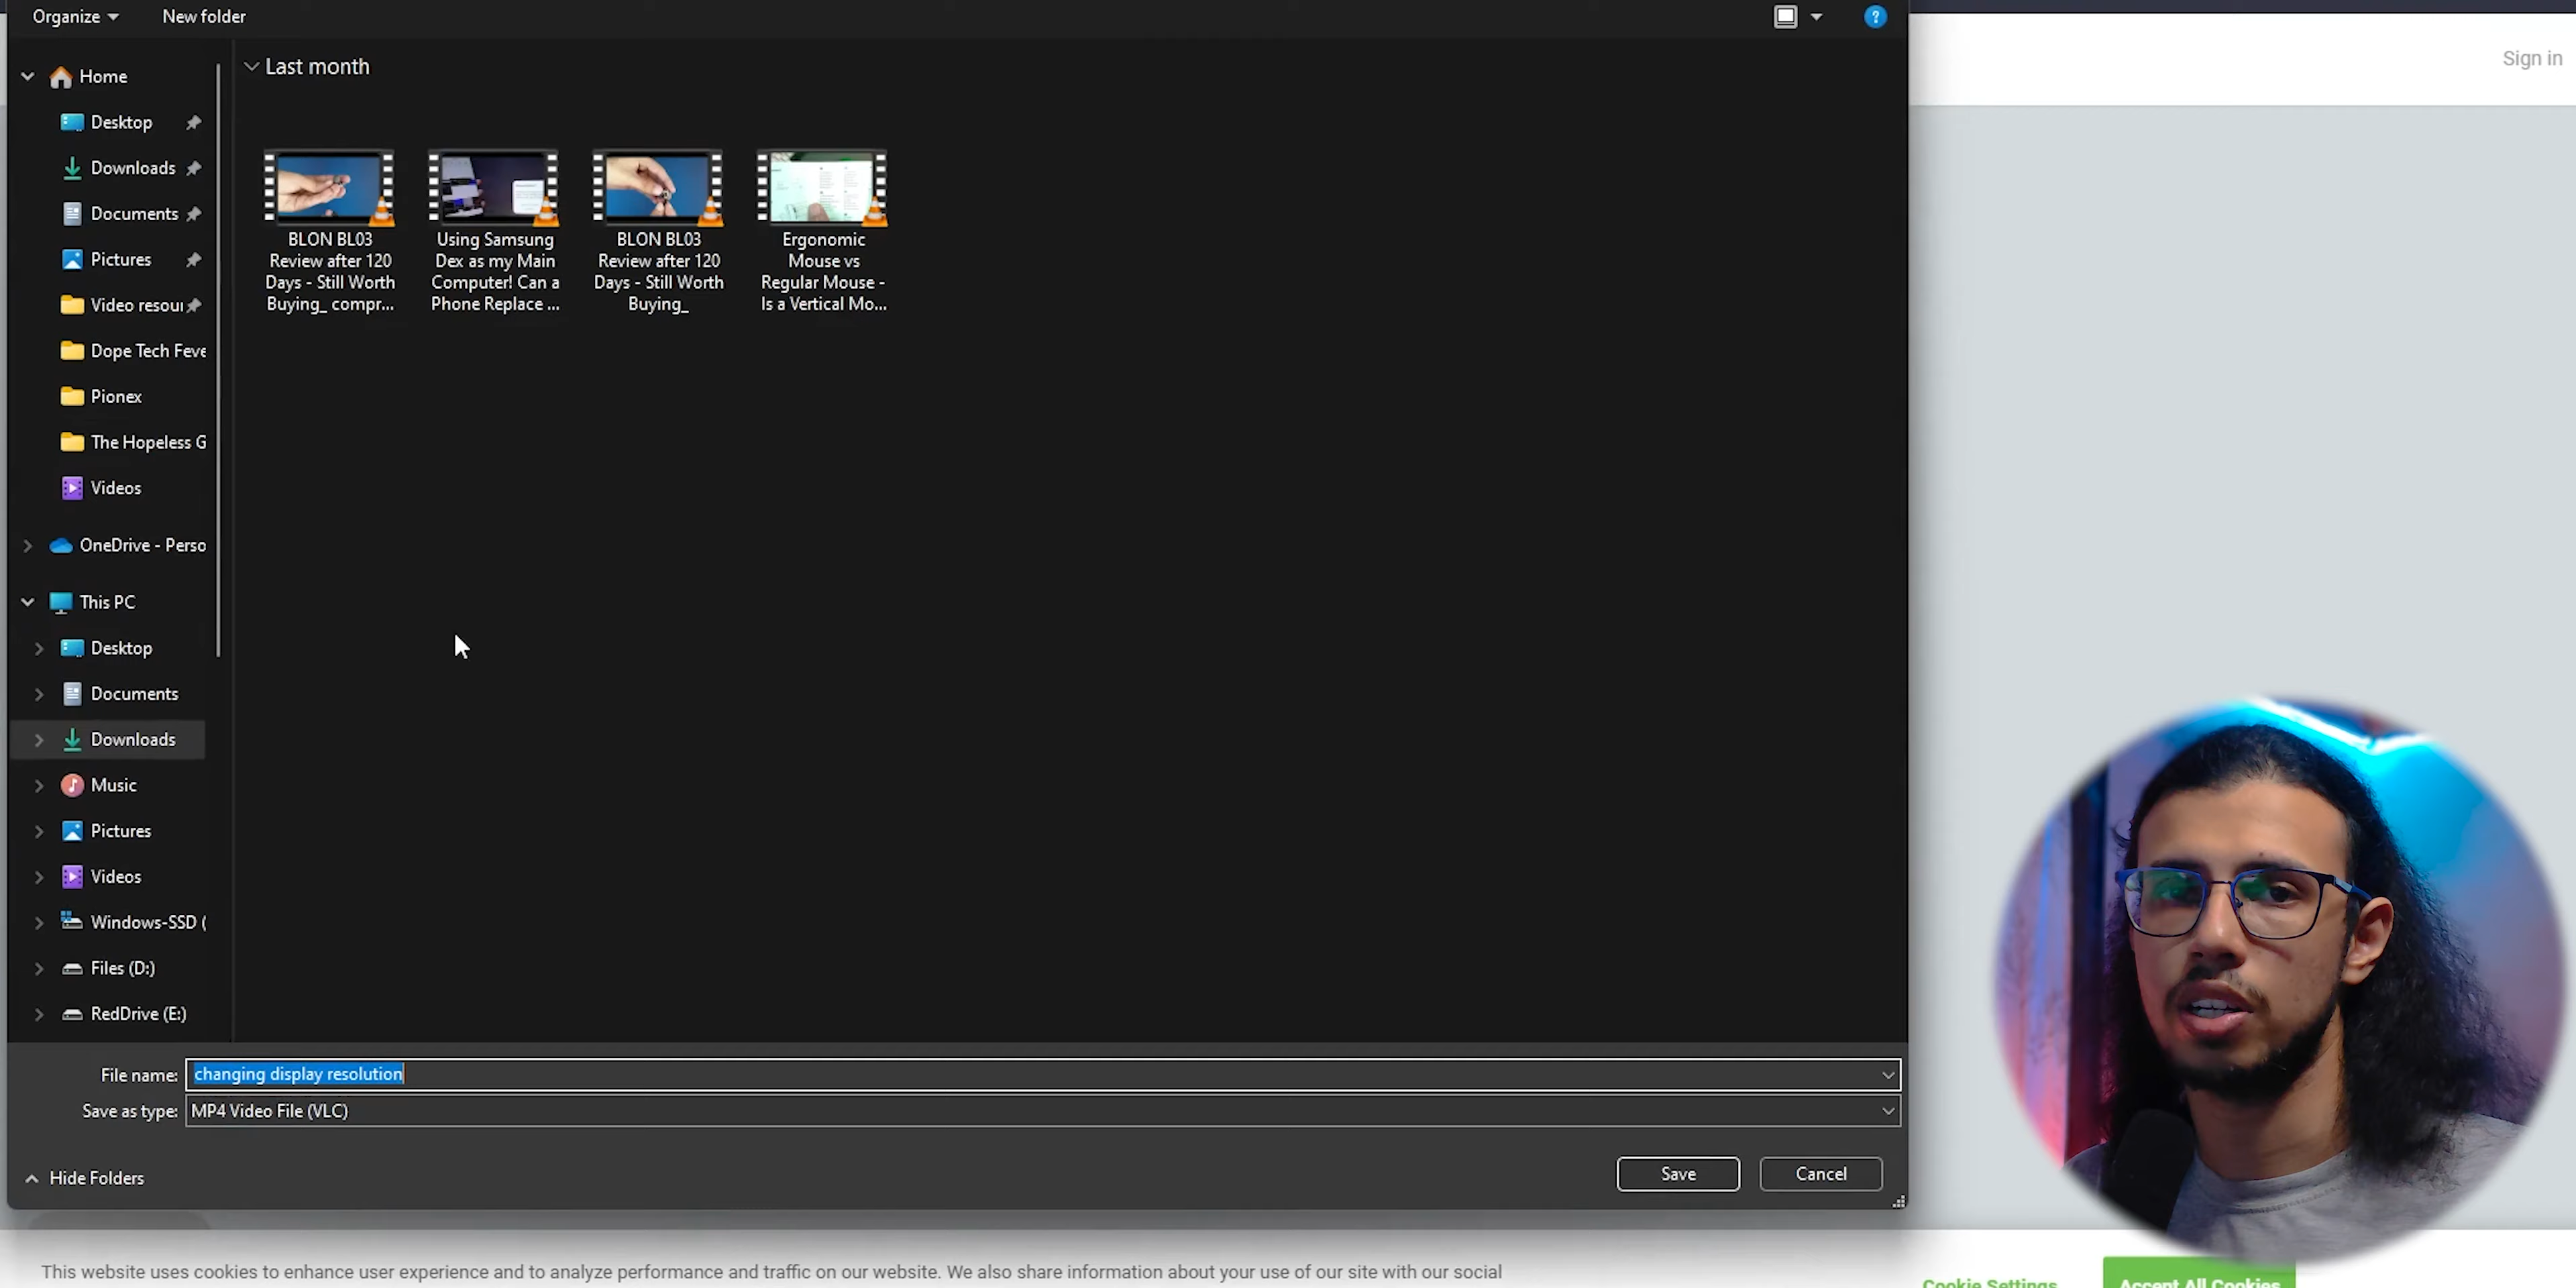 Organize
New folder
Sign in
Home
Desktop
Downloads
Documents
Pictures
Video resou
Dope Tech Feve
Pionex
The Hopeless G
Videos
OneDrive - Perso
This PC
Desktop
Documents
Downloads
Music
Pictures
Videos
Windows-SSD (
Files (D:)
RedDrive (E:)
Last month
BLON BL03
Review after 120
Days - Still Worth
Buying_ compr...
Using Samsung
Dex as my Main
Computer! Can a
Phone Replace ...
BLON BL03
Review after 120
Days - Still Worth
Buying_
Ergonomic
Mouse vs
Regular Mouse -
Is a Vertical Mo...
File name: changing display resolution
Save as type: MP4 Video File (VLC)
Hide Folders
Save
Cancel
This website uses cookies to enhance user experience and to analyze performance and traffic on our website. We also share information about your use of our site with our social
Cookie Settings
Accept All Cookies